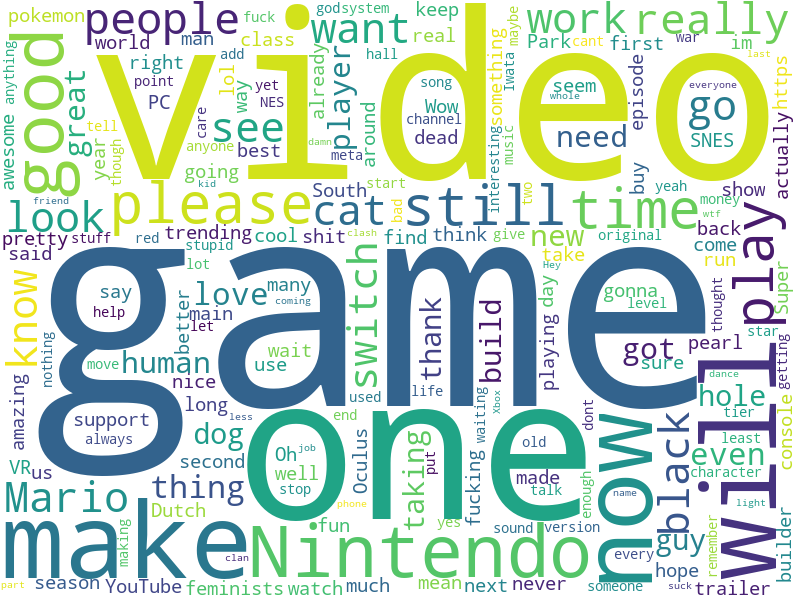 pokemon
people
fuck
god
system
keep
want
work
really
maybe
cant
war
im
last
good
video
world
man
add
class
hall
real
Park
first
something
Iwata
right
lol
way
already
player
song
whole
seem
episode
everyone
https
awesome
anything
great
point
PC
yet
NES
care
see
Wow
channel
go
SNES
tell
year
though
anyone
best
damn
meta
around
dead
need
buy
actually
going
kid
South
start
interesting
music
two
yeah
money
show
friend
look
please
cat
bad
still
time
wtf
back
pretty
stuff
red
trending
cool
shit
clash
find
think
give
new
original
come
said
stupid
Hey
take
run
play
know
lot
game
coming
day
gonna
level
thought
Super
say
love
many
switch
help
main
let
thank
build
playing
star
nothing
better
human
wait
use
got
sure
pearl
getting
move
nice
used
life
waiting
Xbox
dance
amazing
support
long
less
one
end
dont
now
black
hole
tier
console
always
dog
Oh
job
old
will
least
VR
us
second
well
stop
Oculus
taking
put
fucking
made
talk
enough
even
character
Mario
thing
phone
name
light
Dutch
fun
yes
sound
version
guy
remember
builder
make
making
clan
Nintendo
every
hope
part
season
YouTube
feminists
watch
much
mean
next
never
someone
suck
trailer